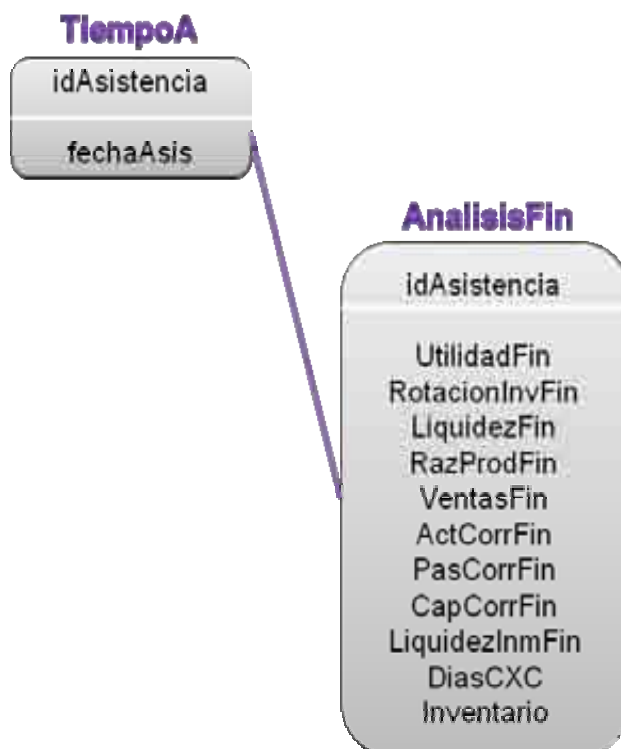 TiempoA
idAsistencia
fechaAsis
AnalisisFin
idAsistencia
UtilidadFin
RotacionInvFin
LiquidezFin
RazProdFin
VentasFin
ActCorrFin
PasCorrFin
CapCorrFin
LiquidezInmFin
DiasCXC
Inventario